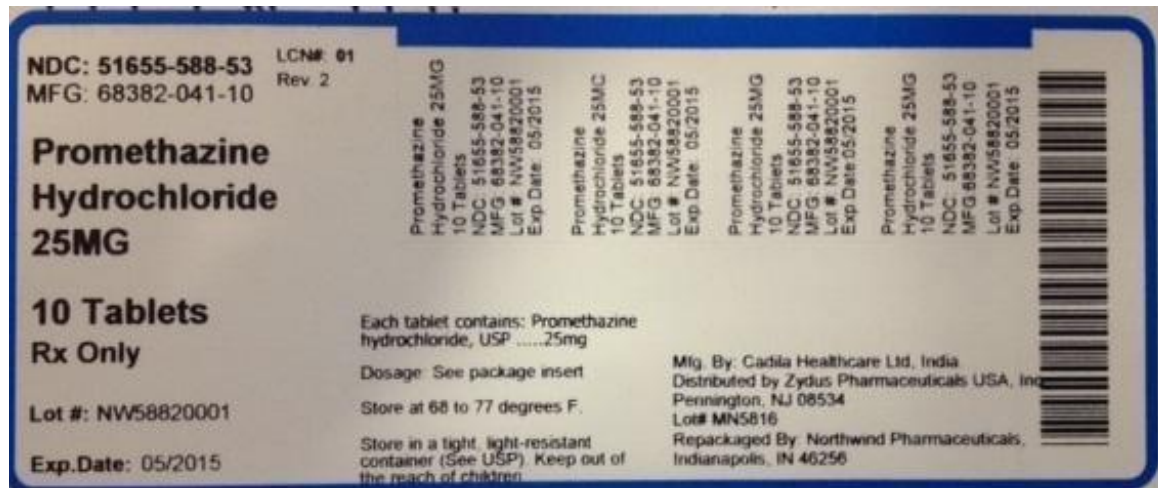 NDC: 51655-588-53
MFG: 68382-041-10
LCN#: 01
Rev. 2
Promethazine
Hydrochloride
25MG
10 Tablets
Rx Only
Lot #: NW58820001
Exp.Date: 05/2015
Promethazine
Hydrochloride 25MG
10 Tablets
NDC: 51655-588-53
MFG: 68382-041-10
Lot # NW58820001
Exp.Date: 05/2015
Promethazine
Hydrochloride 25MC
10 Tablets
NDC: 51655-588-53
MFG: 68382-041-10
Lot # NW58820001
Exp.Date: 05/2015
Promethazine
Hydrochloride 25MG
10 Tablets
NDC: 51655-588-53
MFG: 68382-041-10
Lot #: NW58820001
Exp.Date:05/2015
Promethazine
Hydrochloride 25MG
10 Tablets
NDC: 51655-588-53
MFG:68382-041-10
Lot #: NW58820001
Exp.Date: 05/2015
Each tablet contains: Promethazine
hydrochloride, USP .....25mg
Dosage: See package insert
Store at 68 to 77 degrees F.
Store in a tight, light-resistant
container (See USP). Keep out of
the reach of children
Mfg. By: Cadila Healthcare Ltd, India
Distributed by Zydus Pharmaceuticals USA, Inc
Pennington, NJ 08534
Lot# MN5816
Repackaged By: Northwind Pharmaceuticals,
Indianapolis, IN 46256